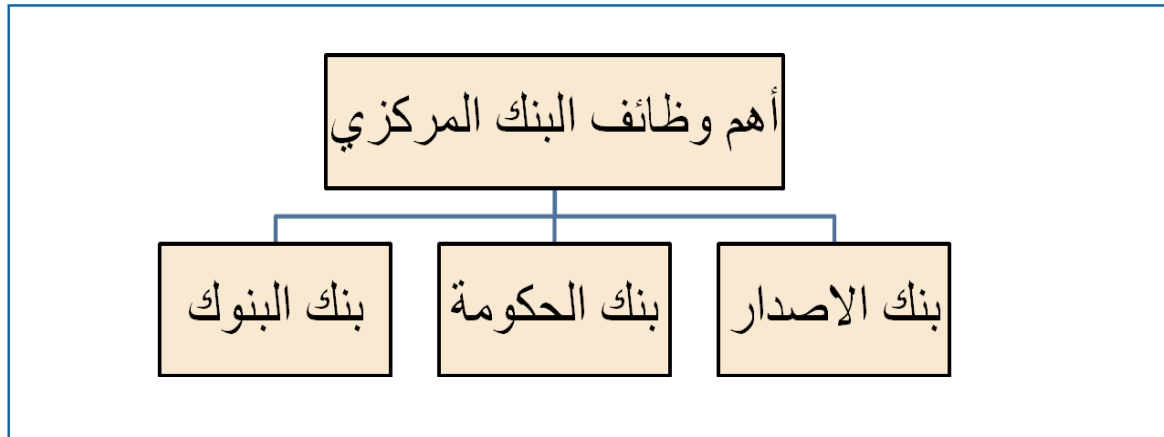 أهم وظائف البنك المركزي
بنك الاصدار
بنك الحكومة
بنك البنوك